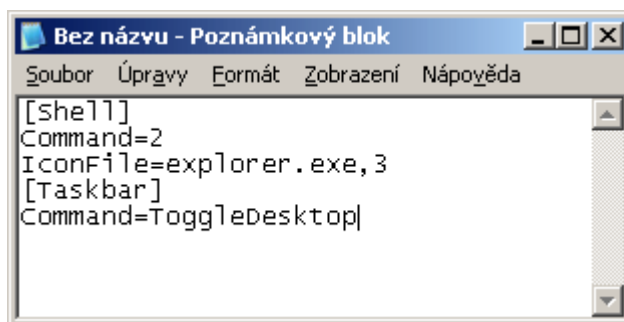 Bez názvu - Poznámkový blok
Soubor Úpravy Formát Zobrazení Nápověda
[Shell]
Command=2
IconFile=explorer.exe,3
[Taskbar]
Command=ToggleDesktop